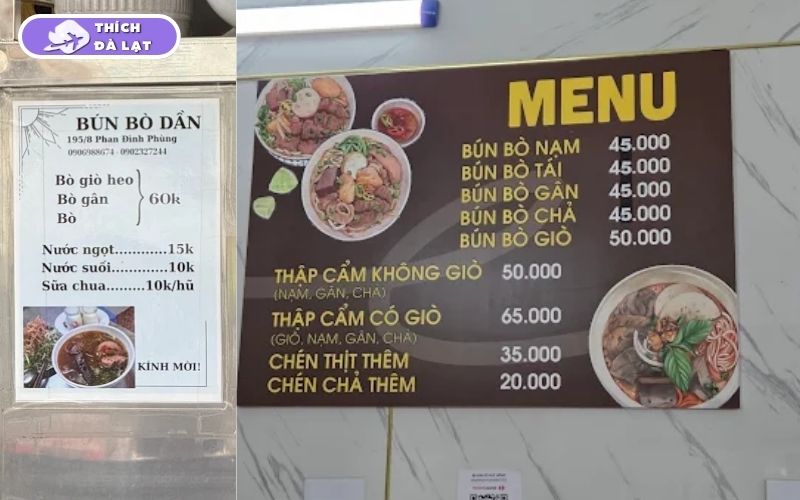 THÍCH
ĐÀ LẠT
BÚN BÒ DẦN
195/8 Phan Đình Phùng
0906988674 - 0902327244
Bò giò heo
Bò gân
Bò
60k
Nước ngọt............15k
Nước suối.............10k
Sữa chua.........10k/hũ
KÍNH MỜI!
MENU
BÚN BÒ NẠM 45.000
BÚN BÒ TÁI 45.000
BÚN BÒ GÂN 45.000
BÚN BÒ CHẢ 45.000
BÚN BÒ GIÒ 50.000
THẬP CẨM KHÔNG GIÒ 50.000
(NẠM, GÂN, CHẢ)
THẬP CẨM CÓ GIÒ 65.000
(GIÒ, NẠM, GÂN, CHẢ)
CHÉN THỊT THÊM 35.000
CHÉN CHẢ THÊM 20.000